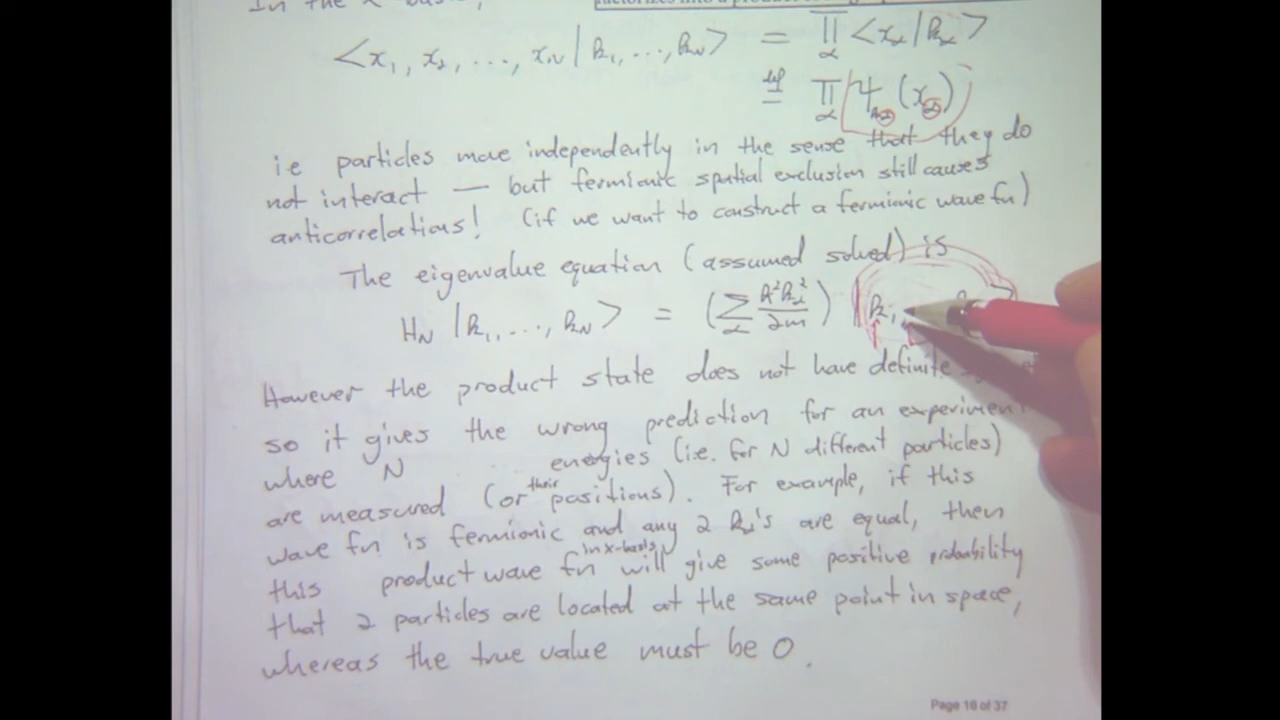 In the x basis,
<x₁, x₂, ..., x_N | k₁, ..., k_N> = ∏_α <x_α | k_α>
def = ∏_α ψ_kα (x_α)
i.e particles move independently in the sense that they do
not interact — but fermionic spatial exclusion still causes
anticorrelations! (if we want to construct a fermionic wave fn)
The eigenvalue equation (assumed solved) is
H_N |k₁, ..., k_N> = (∑_α ħ²k_α²/2m) |k₁,
However the product state does not have definite
so it gives the wrong prediction for an experiment
where N energies (i.e. for N different particles)
are measured (or their positions). For example, if this
wave fn is fermionic and any 2 k_α's are equal, then
this product wave fn in x-basis will give some positive probability
that 2 particles are located at the same point in space,
whereas the true value must be 0.
Page 16 of 37